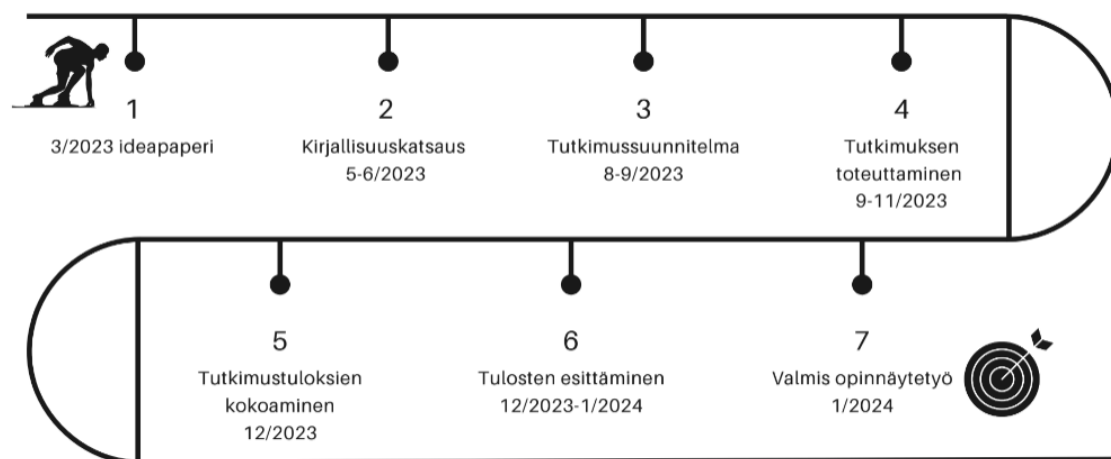 1
3/2023 ideapaperi
2
Kirjallisuuskatsaus
5-6/2023
3
Tutkimussuunnitelma
8-9/2023
4
Tutkimuksen
toteuttaminen
9-11/2023
5
Tutkimustuloksien
kokoaminen
12/2023
6
Tulosten esittäminen
12/2023-1/2024
7
Valmis opinnäytetyö
1/2024